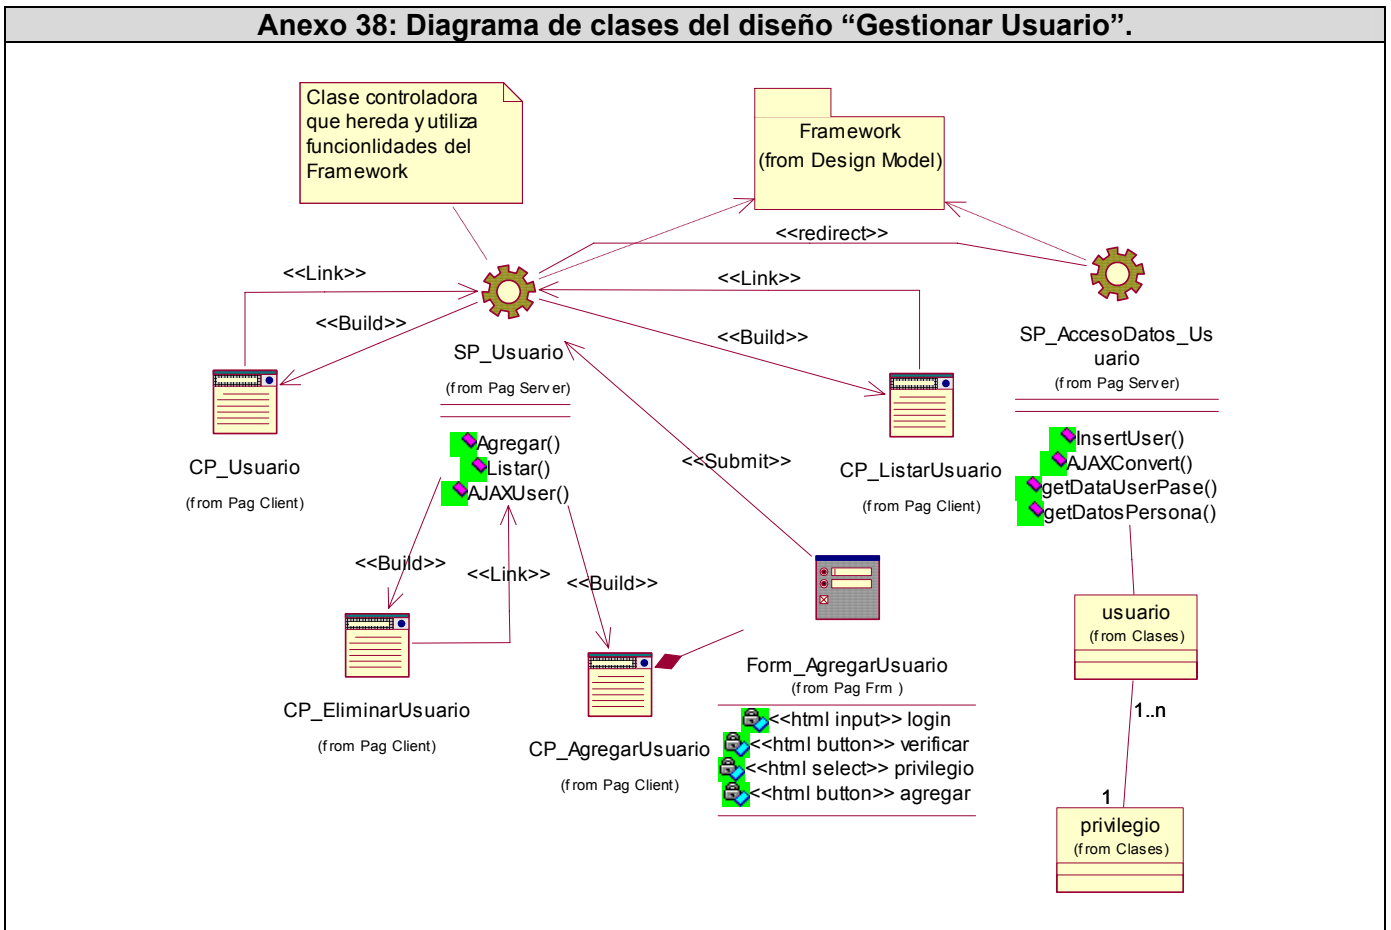 Anexo 38: Diagrama de clases del diseño “Gestionar Usuario”.
Clase controladora
que hereda y utiliza
funcionlidades del
Framework
Framework
(from Design Model)
<<redirect>>
<<Link>>
<<Link>>
<<Build>>
<<Build>>
SP_Usuario
(from Pag Server)
Agregar()
Listar()
AJAXUser()
SP_AccesoDatos_Us
uario
(from Pag Server)
InsertUser()
AJAXConvert()
getDataUserPase()
getDatosPersona()
CP_Usuario
(from Pag Client)
CP_ListarUsuario
(from Pag Client)
<<Submit>>
<<Build>>
<<Link>>
<<Build>>
CP_EliminarUsuario
(from Pag Client)
CP_AgregarUsuario
(from Pag Client)
Form_AgregarUsuario
(from Pag Frm )
<<html input>> login
<<html button>> verificar
<<html select>> privilegio
<<html button>> agregar
usuario
(from Clases)
1..n
1
privilegio
(from Clases)